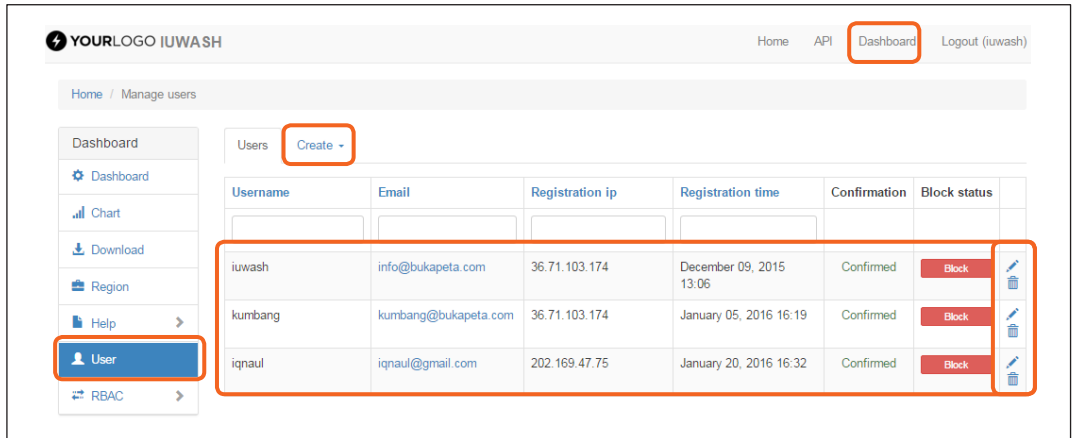 YOURLOGO IUWASH
Home API Dashboard Logout (iuwash)
Home / Manage users
Dashboard
Dashboard
Chart
Download
Region
Help
User
RBAC
Users Create
Username Email Registration ip Registration time Confirmation Block status
iuwash info@bukapeta.com 36.71.103.174 December 09, 2015 Confirmed Block
13:06
kumbang kumbang@bukapeta.com 36.71.103.174 January 05, 2016 16:19 Confirmed Block
iqnaul iqnaul@gmail.com 202.169.47.75 January 20, 2016 16:32 Confirmed Block